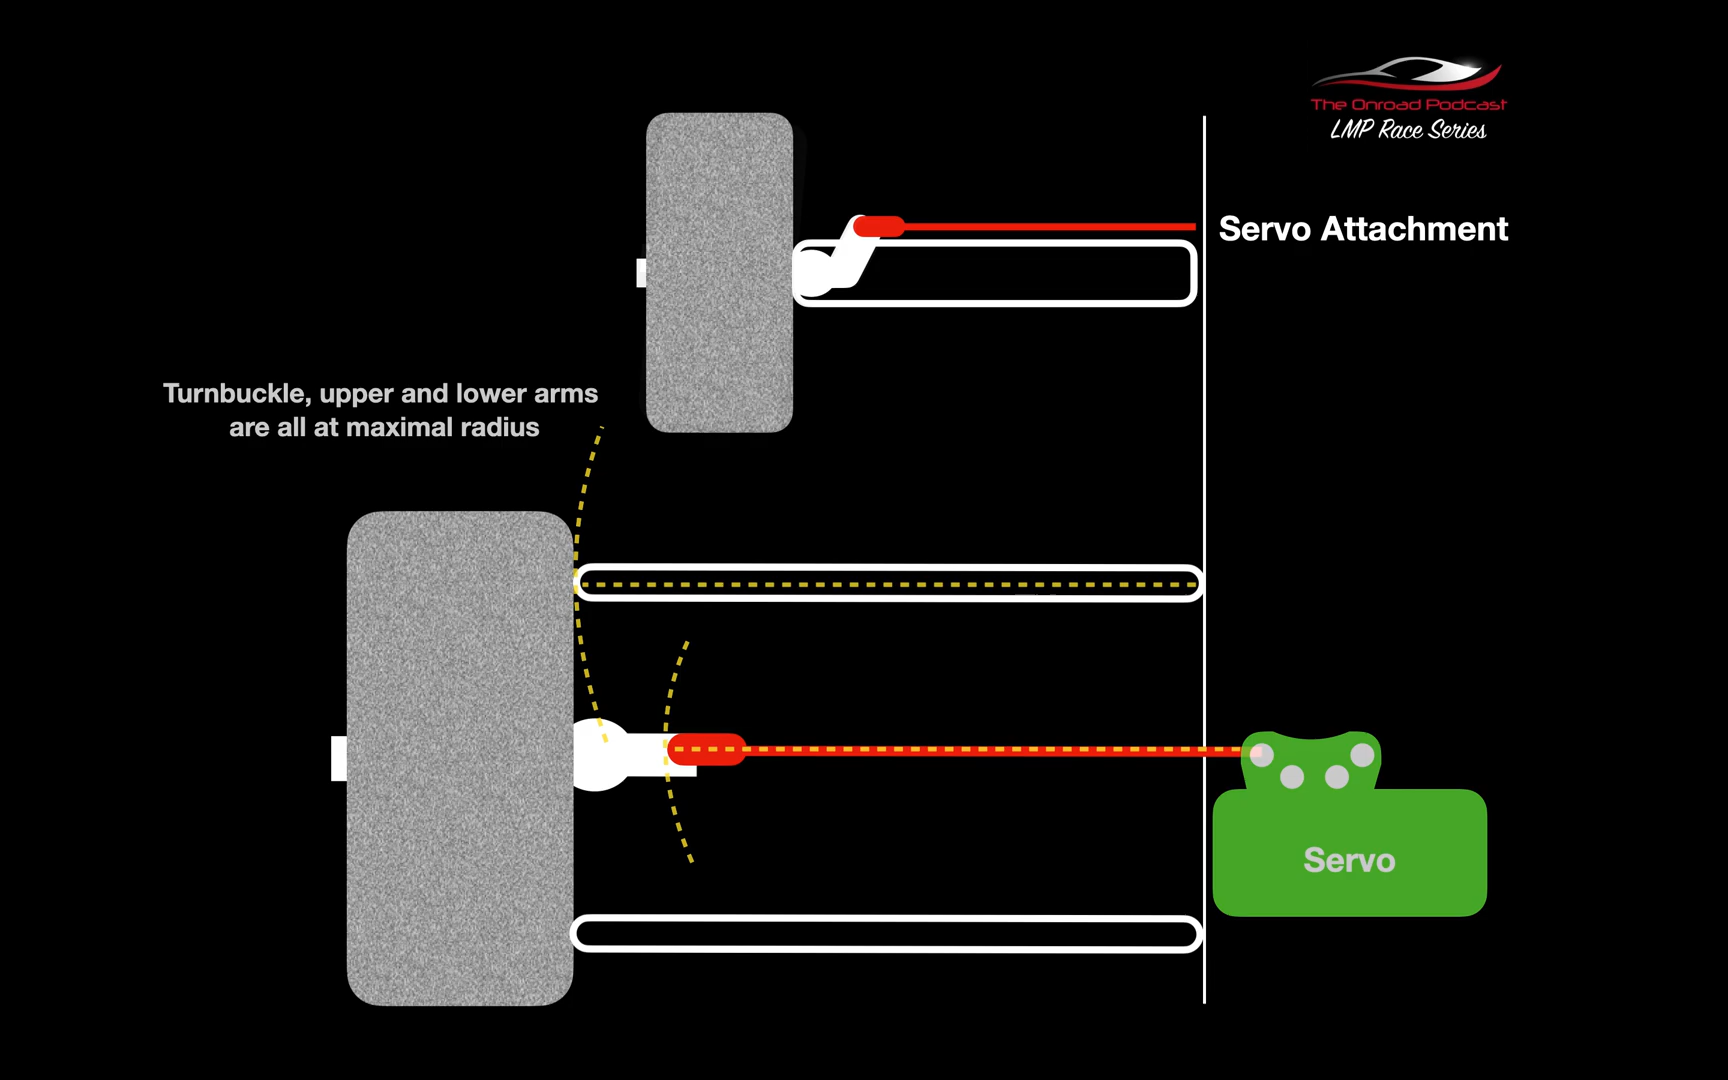 The Onroad Podcast
LMP Race Series
Servo Attachment
Turnbuckle, upper and lower arms
are all at maximal radius
Servo